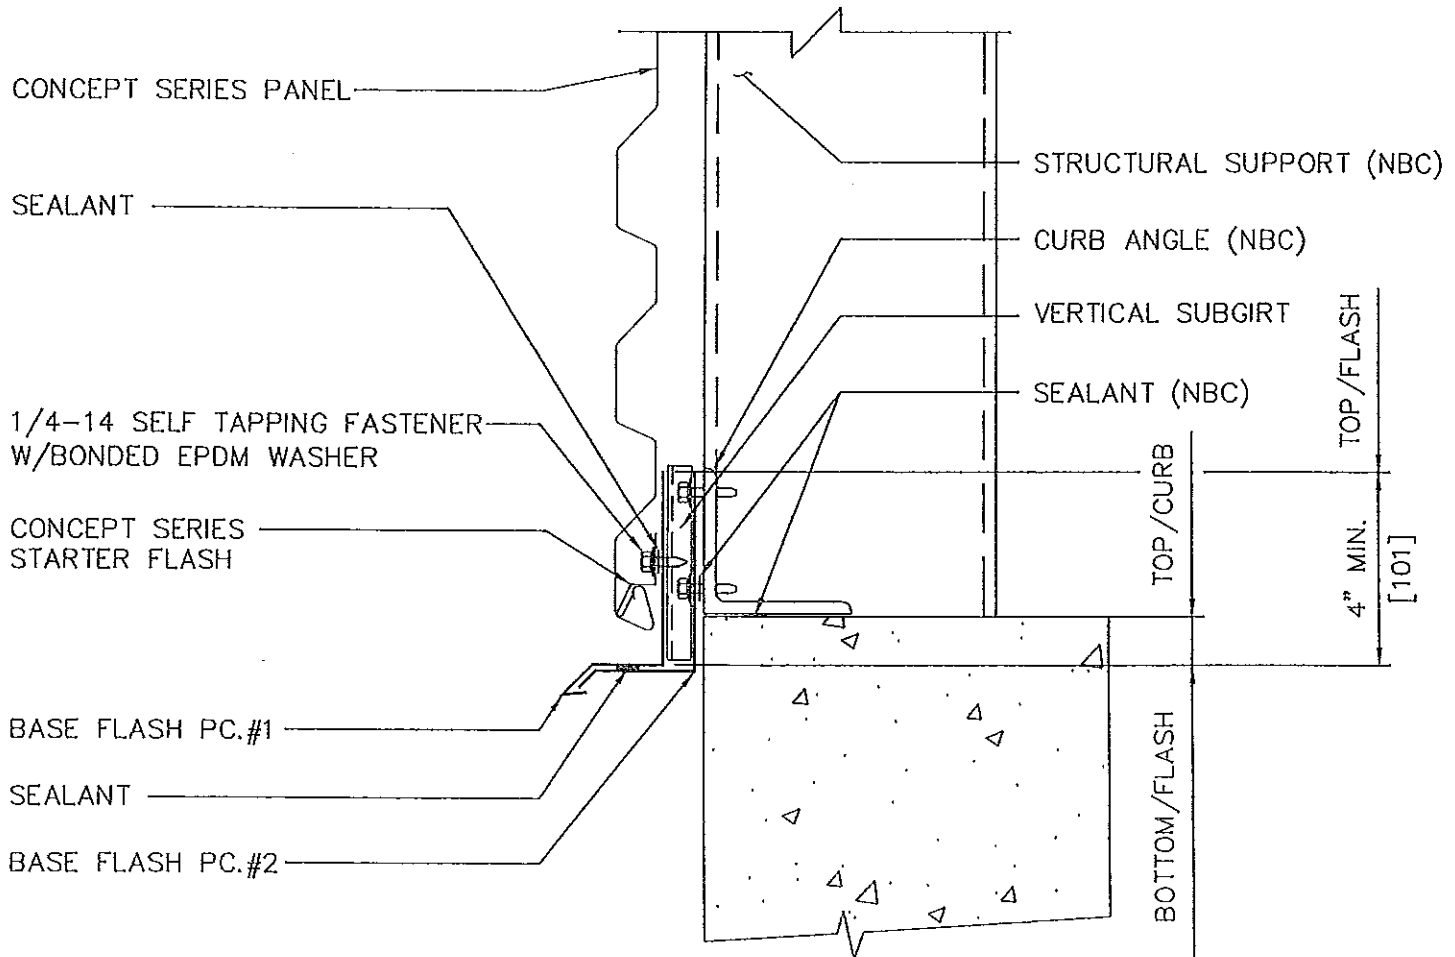 CONCEPT SERIES PANEL
SEALANT
1/4-14 SELF TAPPING FASTENER
W/BONDED EPDM WASHER
CONCEPT SERIES
STARTER FLASH
BASE FLASH PC.#1
SEALANT
BASE FLASH PC.#2
STRUCTURAL SUPPORT (NBC)
CURB ANGLE (NBC)
VERTICAL SUBGIRT
SEALANT (NBC)
TOP/FLASH
TOP/CURB
4" MIN.
[101]
BOTTOM/FLASH